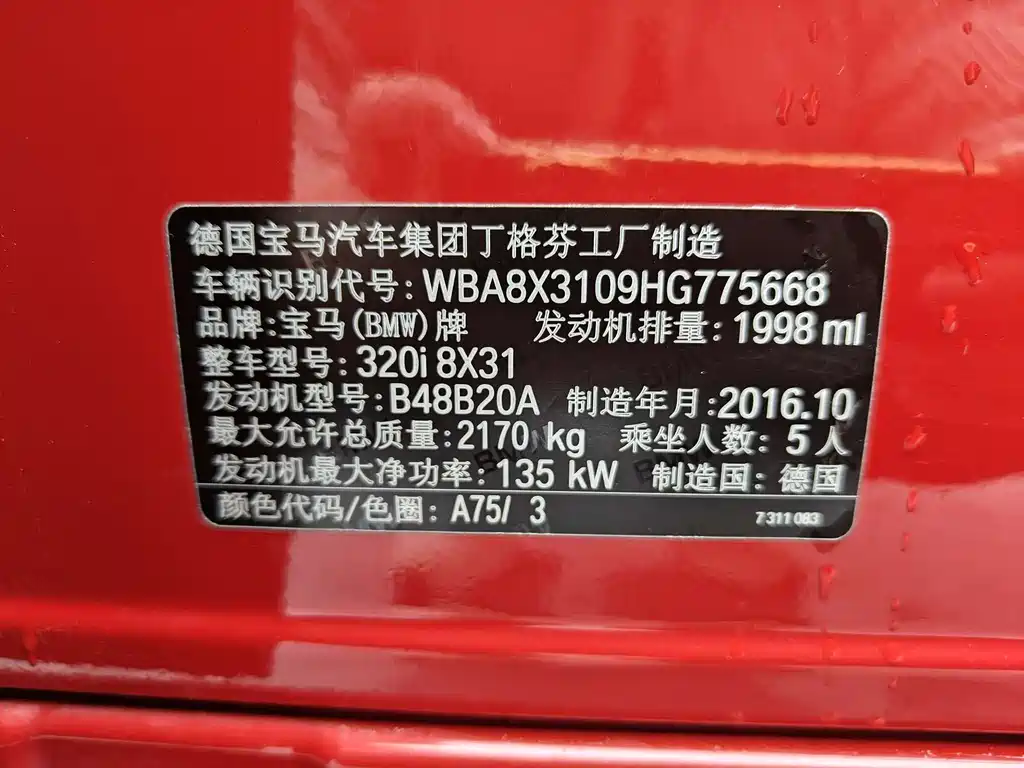 德国宝马汽车集团丁格芬工厂制造
车辆识别代号: WBA8X3109HG775668
品牌: 宝马(BMW)牌 发动机排量: 1998 ml
整车型号: 320i 8X31
发动机型号: B48B20A 制造年月: 2016.10
最大允许总质量: 2170 kg 乘坐人数: 5人
发动机最大净功率: 135 kW 制造国: 德国
颜色代码/色圈: A75/ 3 7 311 083